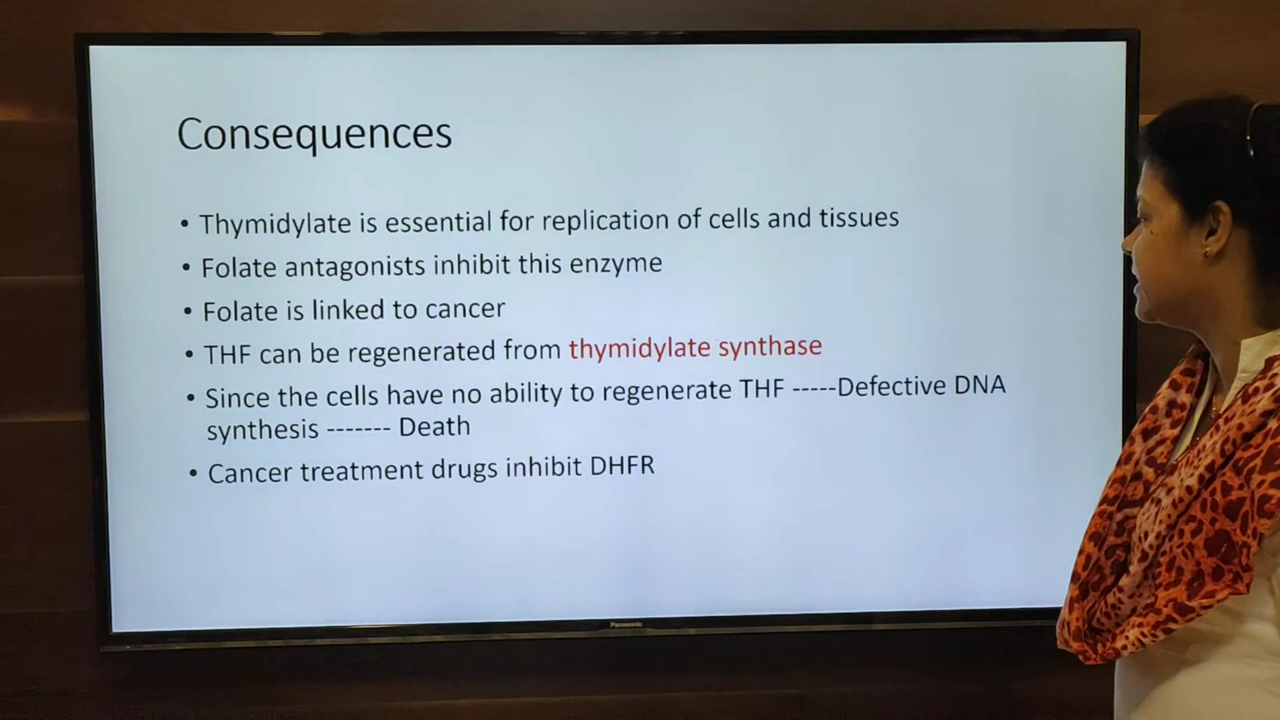 Consequences
• Thymidylate is essential for replication of cells and tissues
• Folate antagonists inhibit this enzyme
• Folate is linked to cancer
• THF can be regenerated from thymidylate synthase
• Since the cells have no ability to regenerate THF -----Defective DNA
synthesis ------- Death
• Cancer treatment drugs inhibit DHFR
Panasonic